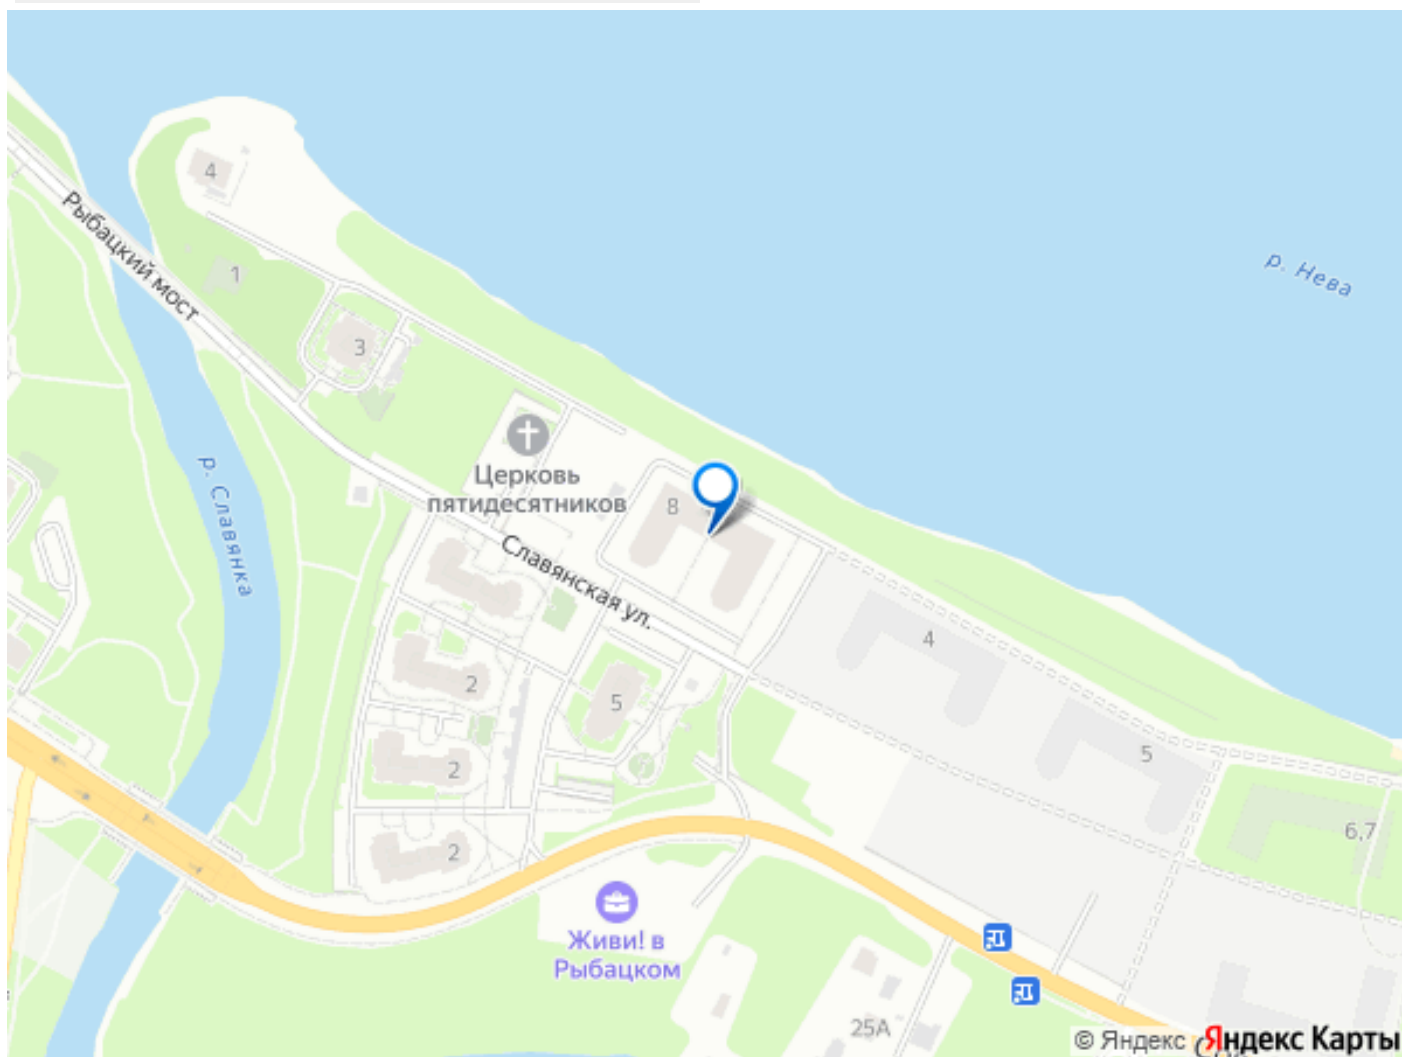 4
р. Нева
Рыбацкий мост
1
3
Церковь
пятидесятников
р. Славянка
8
Славянская ул.
4
2
5
5
2
6,7
2
Живи! в
Рыбацком
25А
© Яндекс
Яндекс Карты